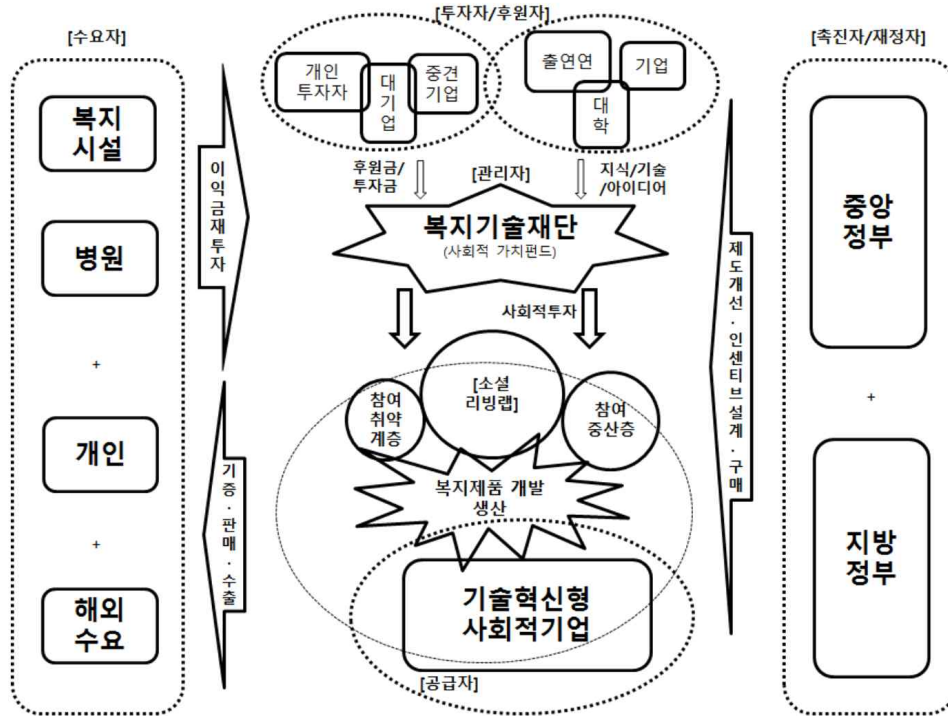 [수요자]
복지
시설
병원
+
개인
+
해외
수요
이익금재투자
기증·판매·수출
[투자자/후원자]
개인
투자자
대기업
중견
기업
출연연
대학
기업
후원금/
투자금
지식/기술
/아이디어
[관리자]
복지기술재단
(사회적 가치펀드)
사회적투자
[소셜
리빙랩]
참여
취약
계층
참여
중산층
복지제품 개발
생산
기술혁신형
사회적기업
[공급자]
제도개선·인센티브설계·구매
[촉진자/재정자]
중앙
정부
+
지방
정부